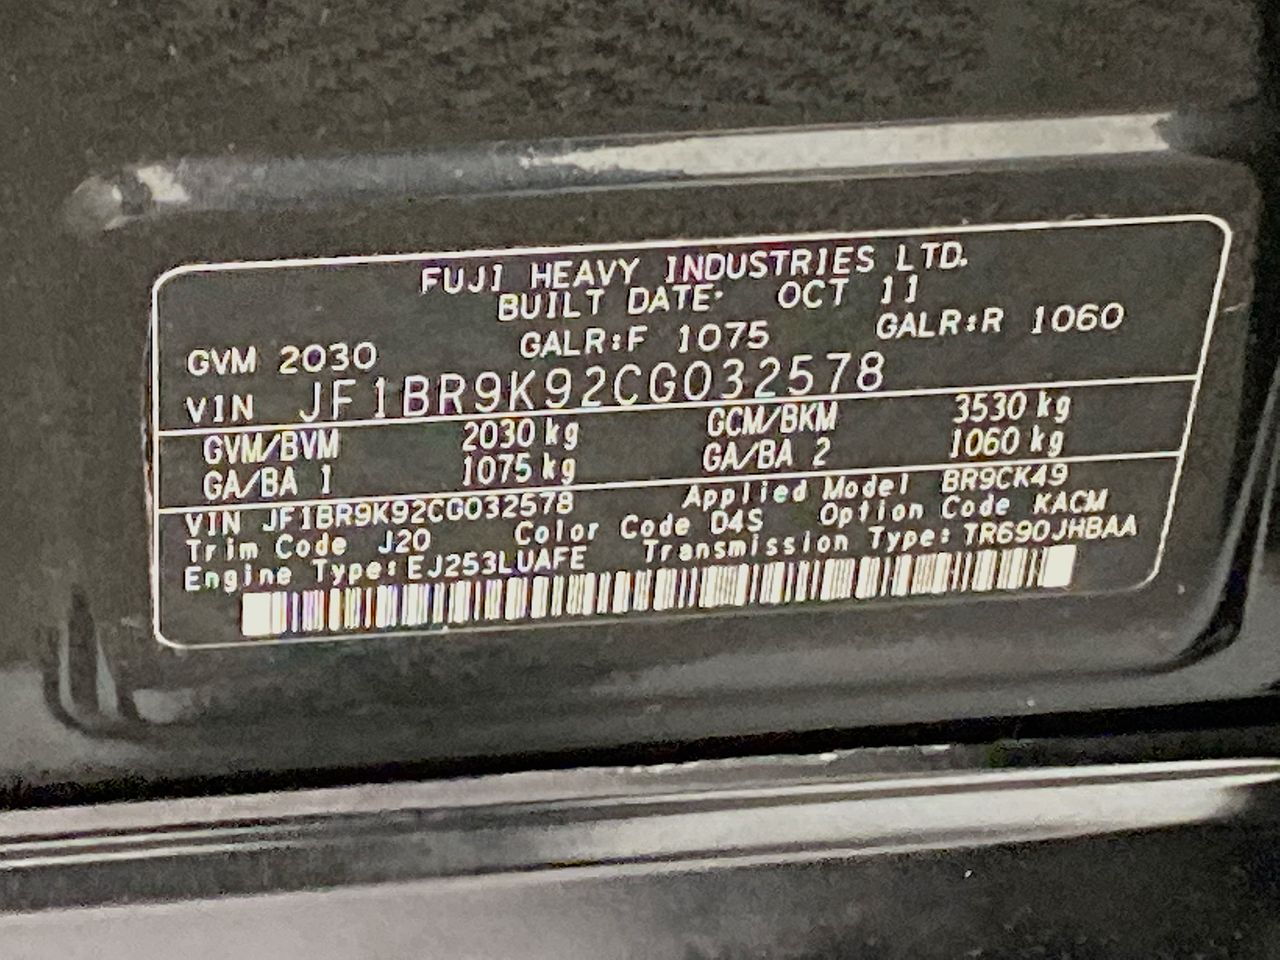 FUJI HEAVY INDUSTRIES LTD.
BUILT DATE: OCT 11
GVM 2030 GALR:F 1075 GALR:R 1060
VIN JF1BR9K92CG032578
GVM/BVM 2030 kg GCM/BKM 3530 kg
GA/BA 1 1075 kg GA/BA 2 1060 kg
VIN JF1BR9K92CG032578 Applied Model BR9CK49
Trim Code J20 Color Code D4S Option Code KACM
Engine Type: EJ253LUAFE Transmission Type: TR690JHBAA